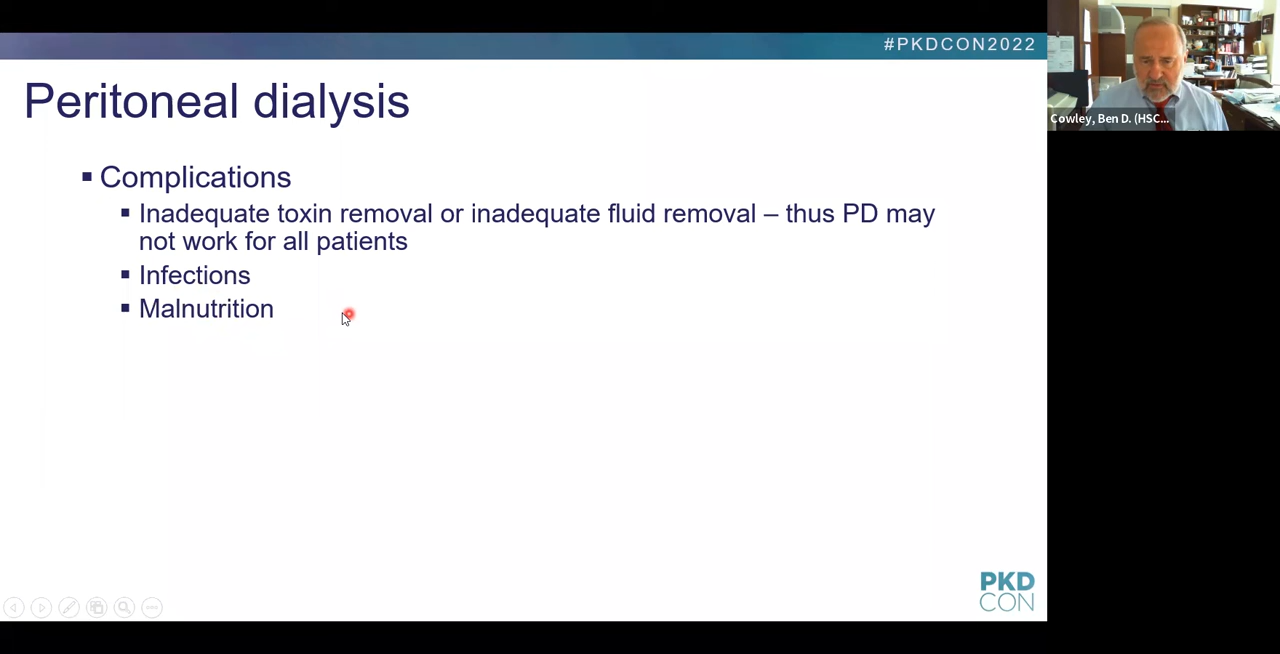 #PKDCON2022
Peritoneal dialysis
▪ Complications
▪ Inadequate toxin removal or inadequate fluid removal – thus PD may
not work for all patients
▪ Infections
▪ Malnutrition
Cowley, Ben D. (HSC...
PKD
CON